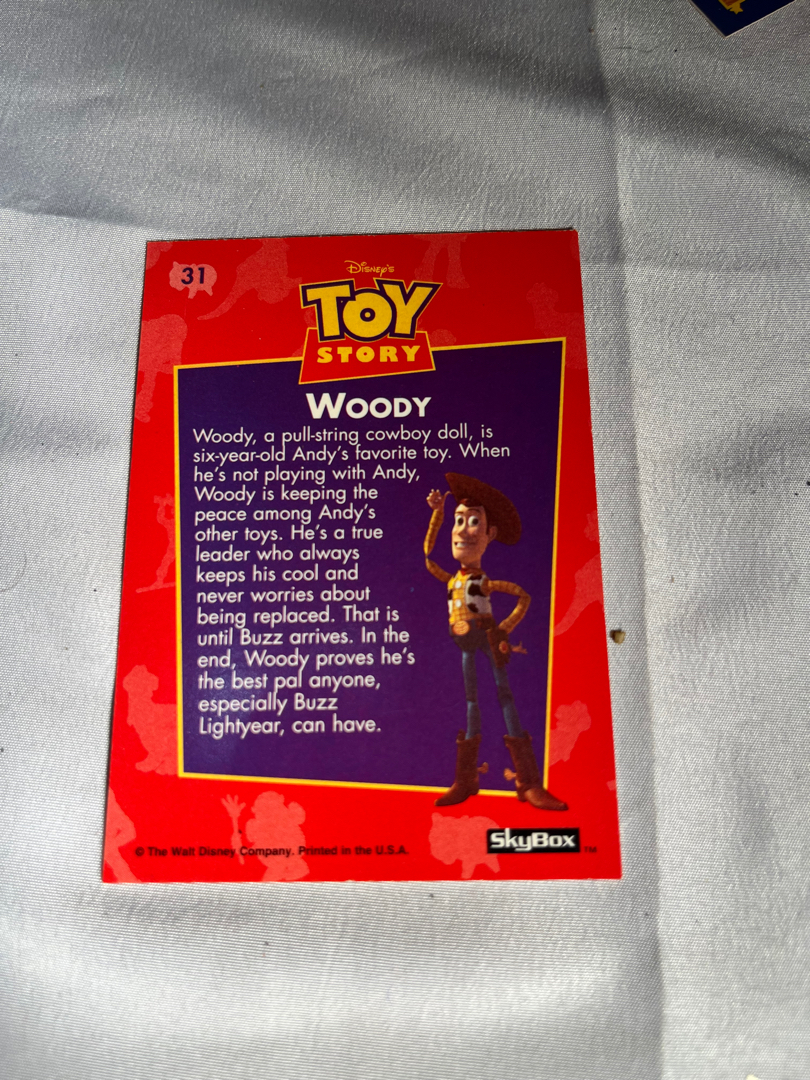 31
Disney's
TOY
STORY
WOODY
Woody, a pull-string cowboy doll, is
six-year-old Andy's favorite toy. When
he's not playing with Andy,
Woody is keeping the
peace among Andy's
other toys. He's a true
leader who always
keeps his cool and
never worries about
being replaced. That is
until Buzz arrives. In the
end, Woody proves he's
the best pal anyone,
especially Buzz
Lightyear, can have.
© The Walt Disney Company. Printed in the U.S.A.
SkyBox TM